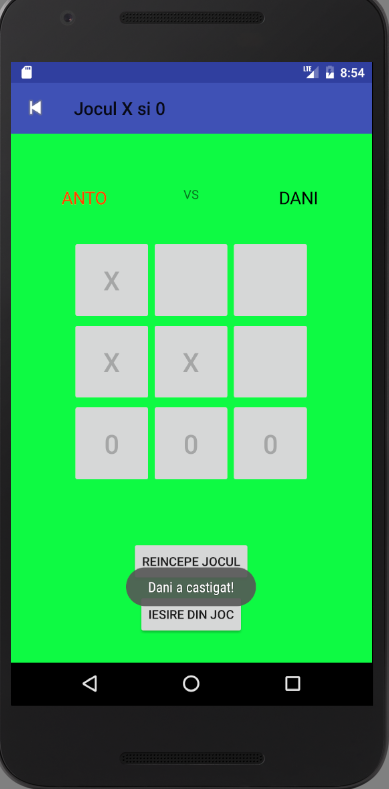 LTE 8:54
Jocul X si 0
ANTO VS DANI
X
X X
0 0 0
REINCEPE JOCUL
Dani a castigat!
IESIRE DIN JOC